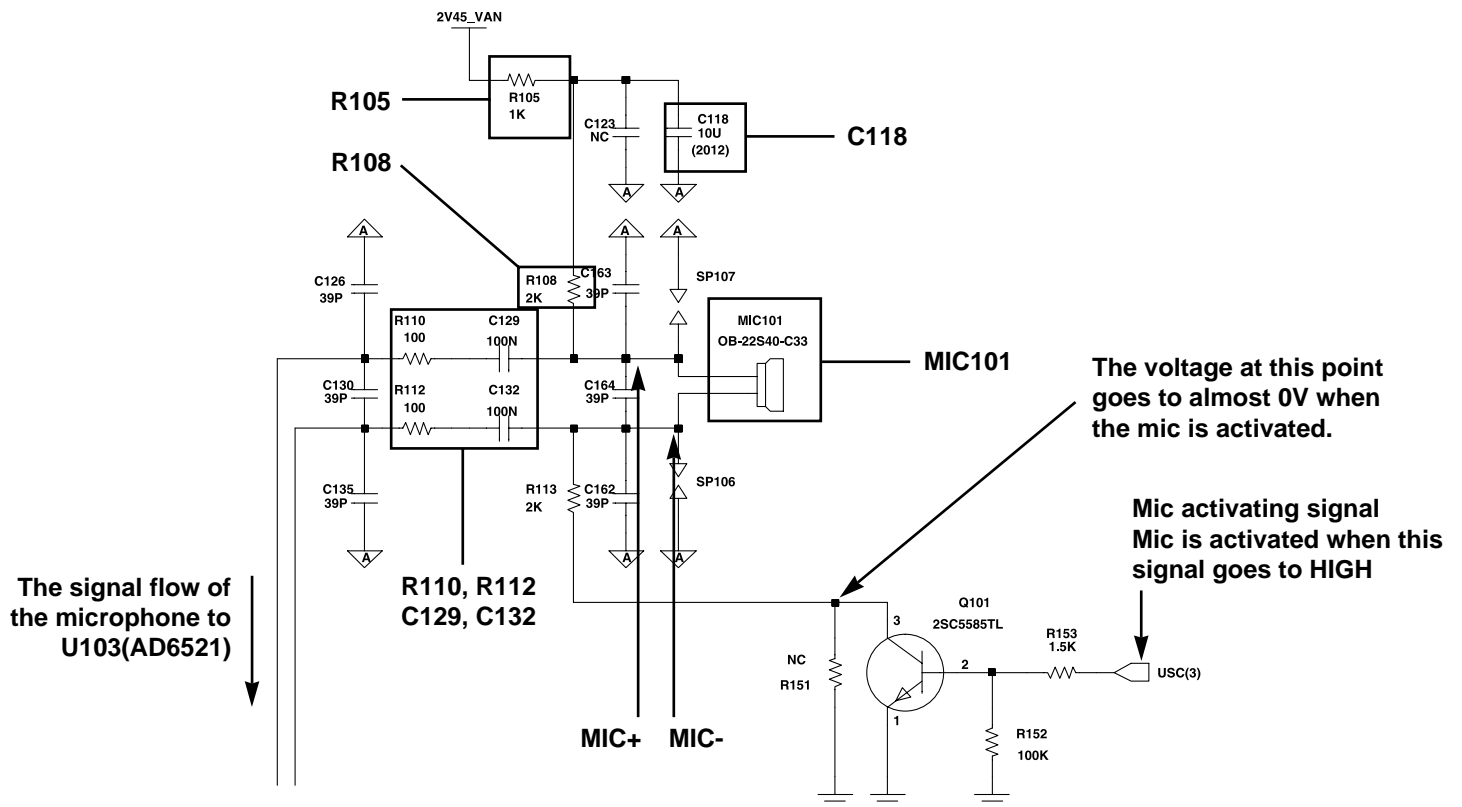 2V45_VAN
R105
R105
1K
C123
NC
C118
10U
(2012)
C118
R108
A
A
A
A
A
C126
39P
R108
2K
C163
39P
SP107
R110
100
C129
100N
MIC101
OB-22S40-C33
MIC101
C130
39P
R112
100
C132
100N
C164
39P
The voltage at this point
goes to almost 0V when
the mic is activated.
C135
39P
R113
2K
C162
39P
SP106
A
A
A
Mic activating signal
Mic is activated when this
signal goes to HIGH
The signal flow of
the microphone to
U103(AD6521)
R110, R112
C129, C132
Q101
2SC5585TL
3
2
1
R153
1.5K
USC(3)
NC
R151
R152
100K
MIC+
MIC-